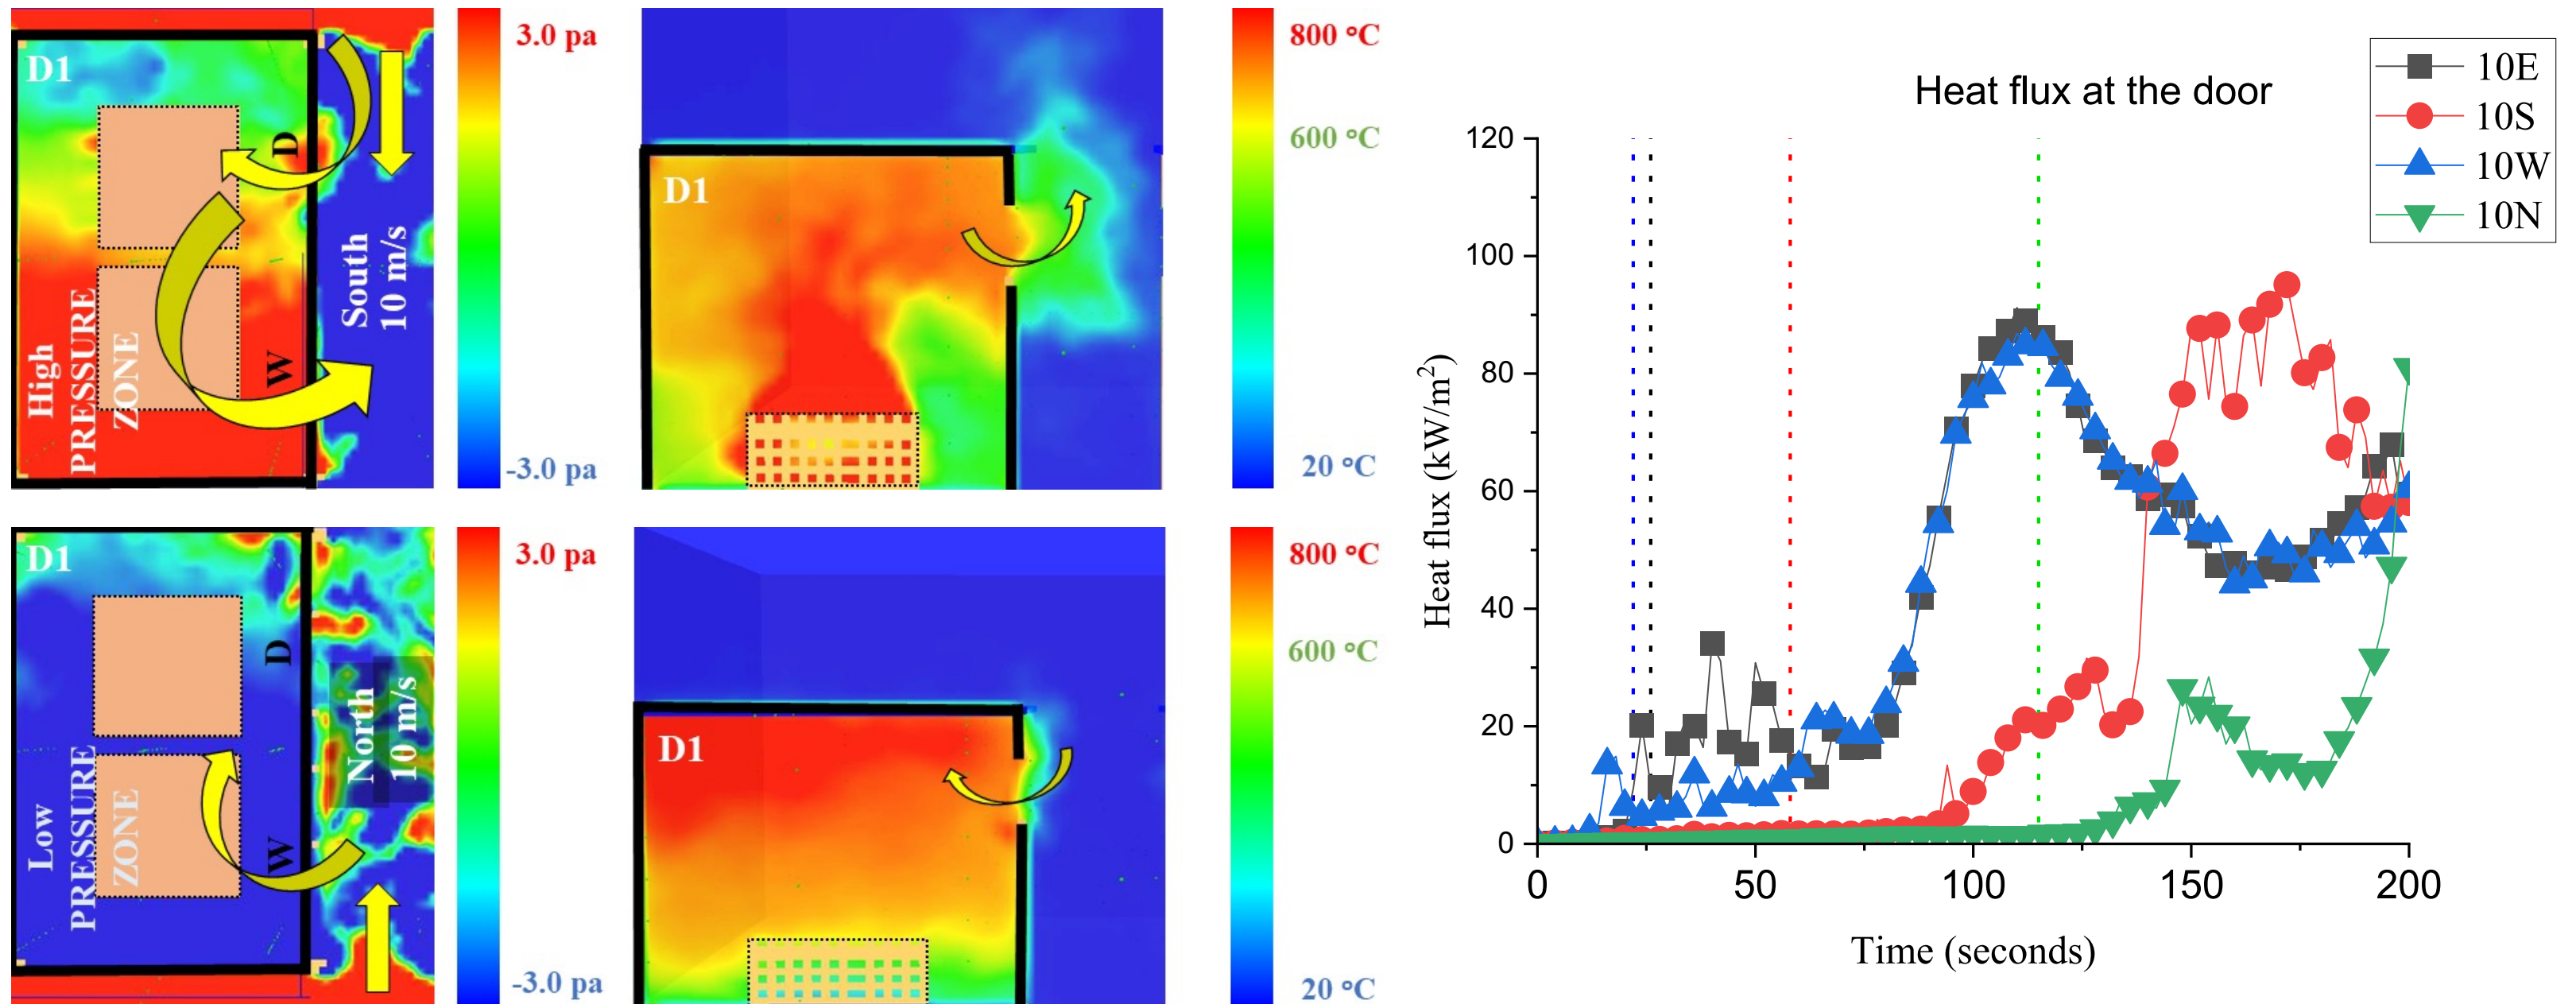 D1
D
W
High
PRESSURE
ZONE
South
10 m/s
3.0 pa
-3.0 pa
D1
800 °C
600 °C
20 °C
D1
D
W
Low
PRESSURE
ZONE
North
10 m/s
3.0 pa
-3.0 pa
D1
800 °C
600 °C
20 °C
Heat flux at the door
10E
10S
10W
10N
Heat flux (kW/m²)
120
100
80
60
40
20
0
0 50 100 150 200
Time (seconds)